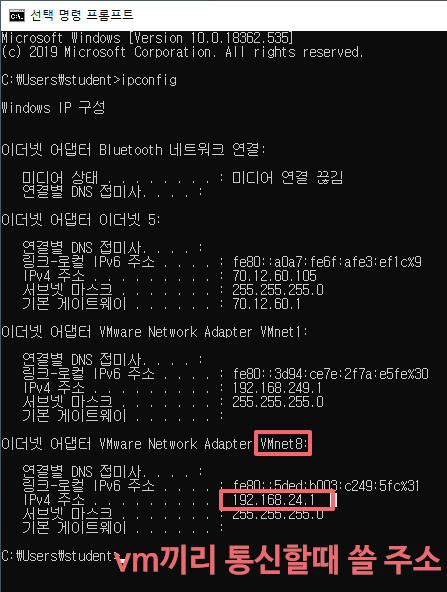 선택 명령 프롬프트
Microsoft Windows [Version 10.0.18362.535]
(c) 2019 Microsoft Corporation. All rights reserved.
C:\Users\student>ipconfig
Windows IP 구성
이더넷 어댑터 Bluetooth 네트워크 연결:
미디어 상태 . . . . . . . . : 미디어 연결 끊김
연결별 DNS 접미사. . . . :
이더넷 어댑터 이더넷 5:
연결별 DNS 접미사. . . . :
링크-로컬 IPv6 주소 . . . . : fe80::a0a7:fe6f:afe3:ef1c%9
IPv4 주소 . . . . . . . . . : 70.12.60.105
서브넷 마스크 . . . . . . . : 255.255.255.0
기본 게이트웨이 . . . . . . : 70.12.60.1
이더넷 어댑터 VMware Network Adapter VMnet1:
연결별 DNS 접미사. . . . :
링크-로컬 IPv6 주소 . . . . : fe80::3d94:ce7e:2f7a:e5fe%30
IPv4 주소 . . . . . . . . . : 192.168.249.1
서브넷 마스크 . . . . . . . : 255.255.255.0
기본 게이트웨이 . . . . . . :
이더넷 어댑터 VMware Network Adapter VMnet8:
연결별 DNS 접미사. . . . :
링크-로컬 IPv6 주소 . . . . : fe80::5ded:b003:c249:5fc%31
IPv4 주소 . . . . . . . . . : 192.168.24.1
서브넷 마스크 . . . . . . . : 255.255.255.0
기본 게이트웨이 . . . . . . :
C:\Users\student>
vm끼리 통신할때 쓸 주소